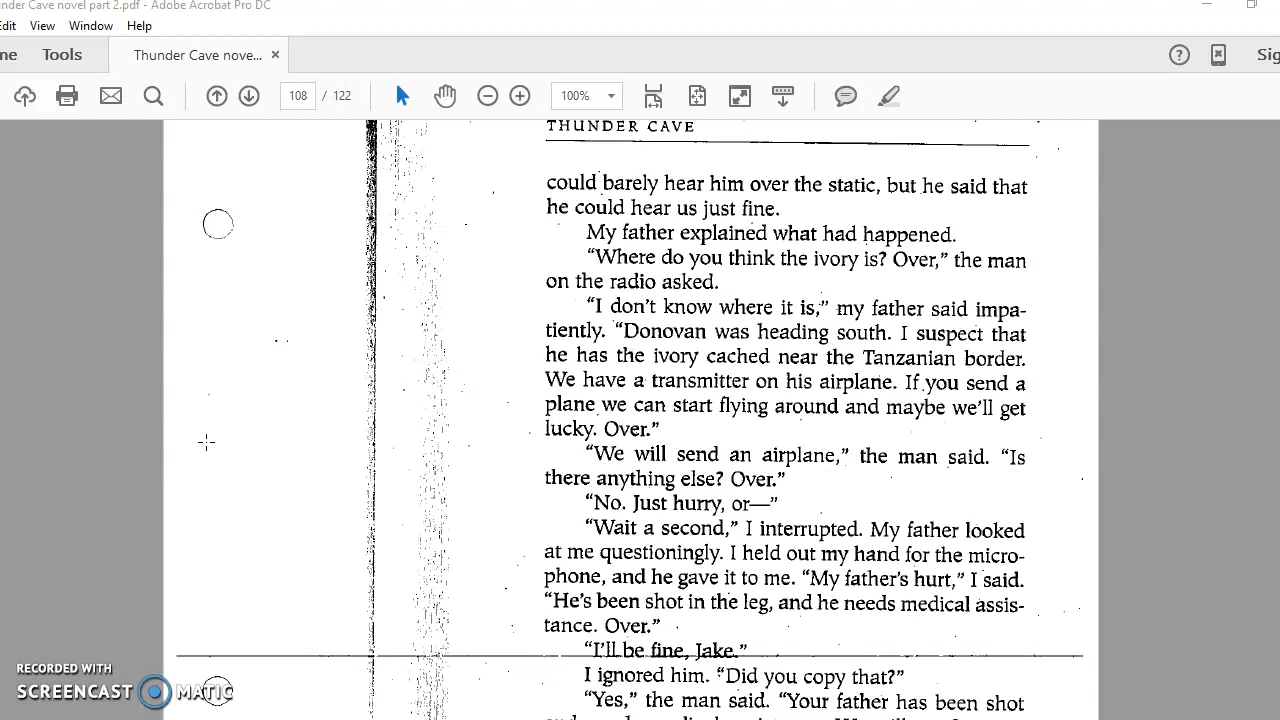 nder Cave novel part 2.pdf - Adobe Acrobat Pro DC
Edit View Window Help
me Tools Thunder Cave nove... × Sig
108 / 122 100%
THUNDER CAVE
could barely hear him over the static, but he said that
he could hear us just fine.
My father explained what had happened.
“Where do you think the ivory is? Over,” the man
on the radio asked.
“I don’t know where it is,” my father said impa-
tiently. “Donovan was heading south. I suspect that
he has the ivory cached near the Tanzanian border.
We have a transmitter on his airplane. If you send a
plane we can start flying around and maybe we’ll get
lucky. Over.”
“We will send an airplane,” the man said. “Is
there anything else? Over.”
“No. Just hurry, or—”
“Wait a second,” I interrupted. My father looked
at me questioningly. I held out my hand for the micro-
phone, and he gave it to me. “My father’s hurt,” I said.
“He’s been shot in the leg, and he needs medical assis-
tance. Over.”
“I’ll be fine, Jake.”
I ignored him. “Did you copy that?”
“Yes,” the man said. “Your father has been shot
RECORDED WITH
SCREENCAST MATIC